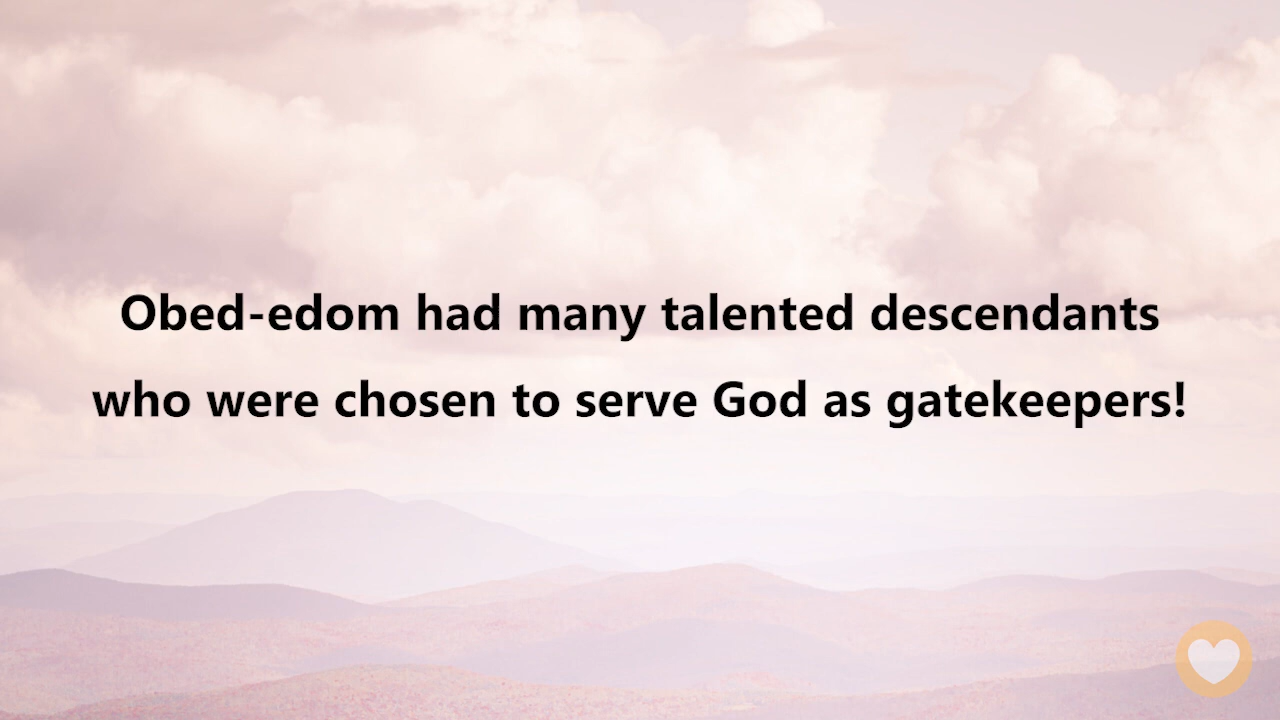 Obed-edom had many talented descendants
who were chosen to serve God as gatekeepers!